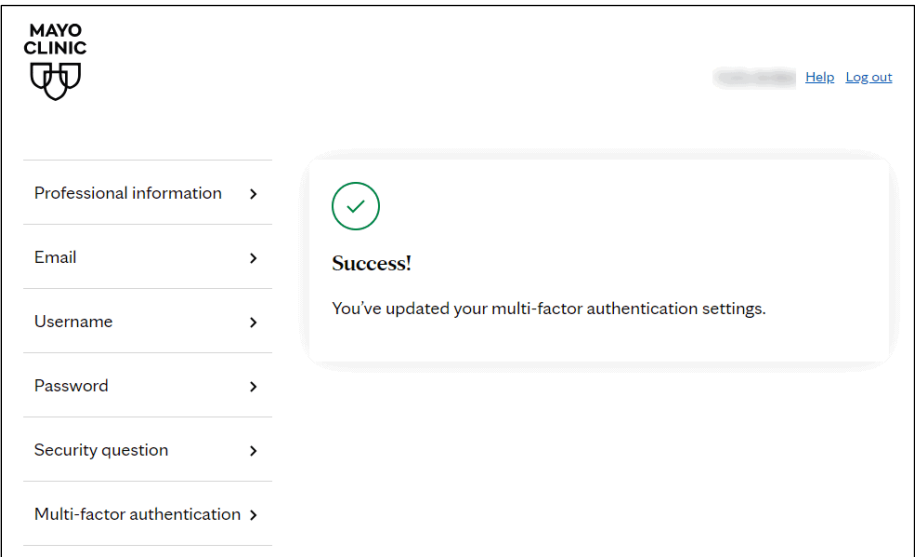 MAYO
CLINIC
Help Log out
Professional information
Email
Username
Password
Security question
Multi-factor authentication
Success!
You've updated your multi-factor authentication settings.